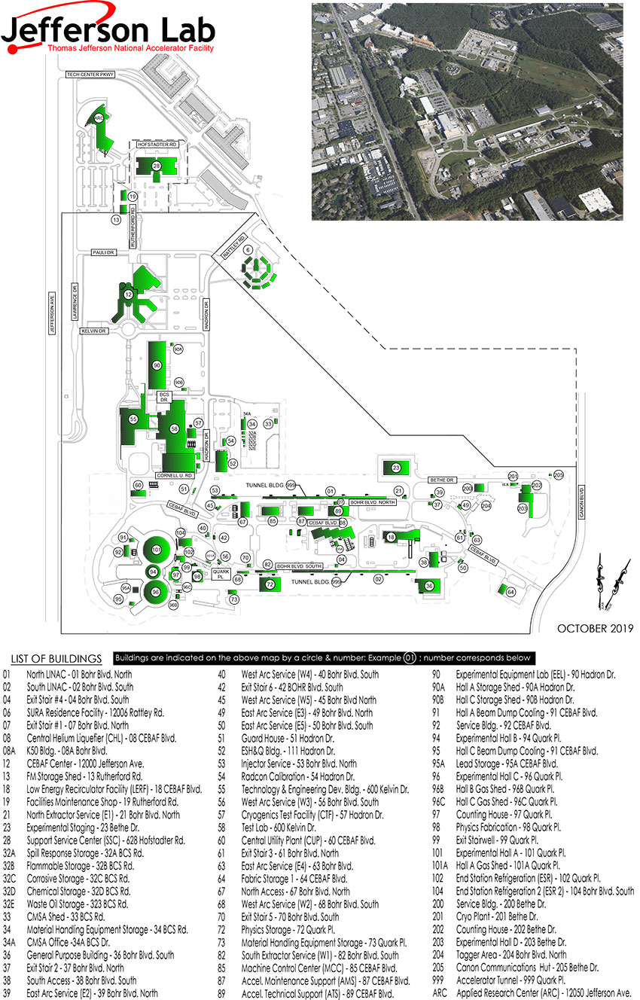 Jefferson Lab
Thomas Jefferson National Accelerator Facility
TECH CENTER PKWY
ARC
HOFSTADTER RD.
28
19
13
RUTHERFORD RD.
RATTLEY RD.
6
PAULI DR.
JEFFERSON AVE.
LAWRENCE DR.
12
HADRON DR.
KELVIN DR.
90A
90
90B
BCS
DR.
34A
55
58
57
34
33
32A
HADRON DR.
54
52
23
CORNELL U. RD.
BETHE DR.
201
205
60
51
53
TUNNEL BLDG. 999
01
21
39
200
202
CEBAF BLVD.
45
67
85
87
07
BOHR BLVD. NORTH
89
37
49
204
203
CANON BLVD.
CEBAF BLVD.
08
91
104
40
42
18
61
63
92
101
102
101A
56
70
82
BOHR BLVD. SOUTH
04
38
50
CEBAF BLVD
94
99
97
98
QUARK
PL.
68
72
TUNNEL BLDG. 999
02
36
64
95A
95
96
96C
96B
73
OCTOBER 2019
LIST OF BUILDINGS
Buildings are indicated on the above map by a circle & number: Example 01 ; number corresponds below
01 North LINAC - 01 Bohr Blvd. North
02 South LINAC - 02 Bohr Blvd. South
04 Exit Stair #4 - 04 Bohr Blvd. South
06 SURA Residence Facility - 12006 Rattley Rd.
07 Exit Stair #1 - 07 Bohr Blvd. North
08 Central Helium Liquefier (CHL) - 08 CEBAF Blvd.
08A K50 Bldg. - 08A Bohr Blvd.
12 CEBAF Center - 12000 Jefferson Ave.
13 FM Storage Shed - 13 Rutherford Rd.
18 Low Energy Recirculator Facility (LERF) - 18 CEBAF Blvd.
19 Facilities Maintenance Shop - 19 Rutherford Rd.
21 North Extractor Service (E1) - 21 Bohr Blvd. North
23 Experimental Staging - 23 Bethe Dr.
28 Support Service Center (SSC) - 628 Hofstadter Rd.
32A Spill Response Storage - 32A BCS Rd.
32B Flammable Storage - 32B BCS Rd.
32C Corrosive Storage - 32C BCS Rd.
32D Chemical Storage - 32D BCS Rd.
32E Waste Oil Storage - 323 BCS Rd.
33 CMSA Shed - 33 BCS Rd.
34 Material Handling Equipment Storage - 34 BCS Rd.
34A CMSA Office -34A BCS Dr.
36 General Purpose Building - 36 Bohr Blvd. South
37 Exit Stair 2 - 37 Bohr Blvd. North
38 South Access - 38 Bohr Blvd. South
39 East Arc Service (E2) - 39 Bohr Blvd. North
40 West Arc Service (W4) - 40 Bohr Blvd. South
42 Exit Stair 6 - 42 BOHR Blvd. South
45 West Arc Service (W5) - 45 Bohr Blvd North
49 East Arc Service (E3) - 49 Bohr Blvd. North
50 East Arc Service (E5) - 50 Bohr Blvd. South
51 Guard House - 51 Hadron Dr.
52 ESH&Q Bldg. - 111 Hadron Dr.
53 Injector Service - 53 Bohr Blvd. North
54 Radcon Calibration - 54 Hadron Dr.
55 Technology & Engineering Dev. Bldg. - 600 Kelvin Dr.
56 West Arc Service (W3) - 56 Bohr Blvd. South
57 Cryogenics Test Facility (CTF) - 57 Hadron Dr.
58 Test Lab - 600 Kelvin Dr.
60 Central Utility Plant (CUP) - 60 CEBAF Blvd.
61 Exit Stair 3 - 61 Bohr Blvd. North
63 East Arc Service (E4) - 63 Bohr Blvd.
64 Fabric Storage 1 - 64 CEBAF Blvd.
67 North Access - 67 Bohr Blvd. North
68 West Arc Service (W2) - 68 Bohr Blvd. South
70 Exit Stair 5 - 70 Bohr Blvd. South
72 Physics Storage - 72 Quark Pl.
73 Material Handling Equipment Storage - 73 Quark Pl.
82 South Extractor Service (W1) - 82 Bohr Blvd. South
85 Machine Control Center (MCC) - 85 CEBAF Blvd.
87 Accel. Maintenance Support (AMS) - 87 CEBAF Blvd.
89 Accel. Technical Support (ATS) - 89 CEBAF Blvd.
90 Experimental Equipment Lab (EEL) - 90 Hadron Dr.
90A Hall A Storage Shed - 90A Hadron Dr.
90B Hall C Storage Shed - 90B Hadron Dr.
91 Hall A Beam Dump Cooling - 91 CEBAF Blvd.
92 Service Bldg. - 92 CEBAF Blvd.
94 Experimental Hall B - 94 Quark Pl.
95 Hall C Beam Dump Cooling - 91 CEBAF Blvd.
95A Lead Storage - 95A CEBAF Blvd.
96 Experimental Hall C - 96 Quark Pl.
96B Hall B Gas Shed - 96B Quark Pl.
96C Hall C Gas Shed - 96C Quark Pl.
97 Counting House - 97 Quark Pl.
98 Physics Fabrication - 98 Quark Pl.
99 Exit Stairwell - 99 Quark Pl.
101 Experimental Hall A - 101 Quark Pl.
101A Hall A Gas Shed - 101A Quark Pl.
102 End Station Refrigeration (ESR) - 102 Quark Pl.
104 End Station Refrigeration 2 (ESR 2) - 104 Bohr Blvd. South
200 Service Bldg. - 200 Bethe Dr.
201 Cryo Plant - 201 Bethe Dr.
202 Counting House - 202 Bethe Dr.
203 Experimental Hall D - 203 Bethe Dr.
204 Tagger Area - 204 Bohr Blvd. North
205 Canon Communications Hut - 205 Bethe Dr.
999 Accelerator Tunnel - 999 Quark Pl.
ARC Applied Research Center (ARC) - 12050 Jefferson Ave.